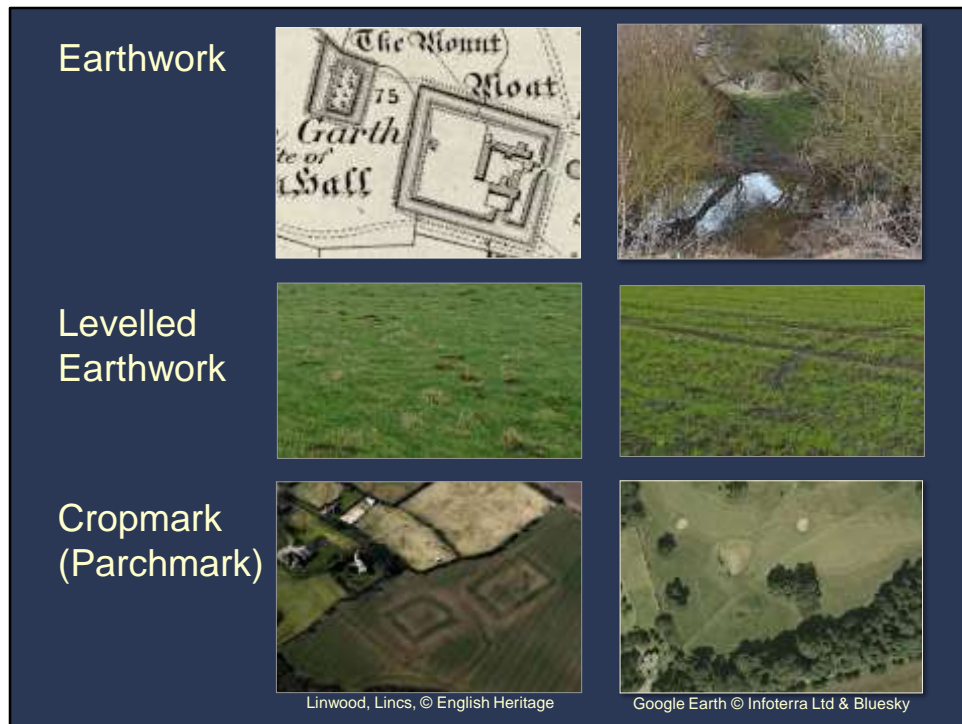 Earthwork
The Mount
Moat
75
Garth
te of
Hall
Levelled
Earthwork
Cropmark
(Parchmark)
Linwood, Lincs, © English Heritage
Google Earth © Infoterra Ltd & Bluesky